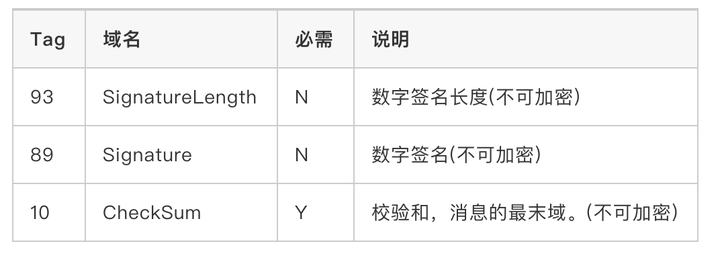 Tag 域名 必需 说明
93 SignatureLength N 数字签名长度(不可加密)
89 Signature N 数字签名(不可加密)
10 CheckSum Y 校验和，消息的最末域。(不可加密)